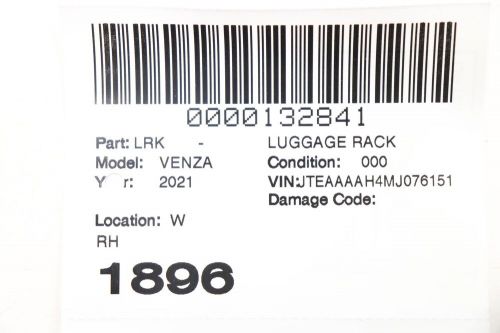 0000132841
Part: LRK - LUGGAGE RACK
Model: VENZA Condition: 000
Y r: 2021 VIN:JTEAAAAH4MJ076151
Damage Code:
Location: W
RH
1896